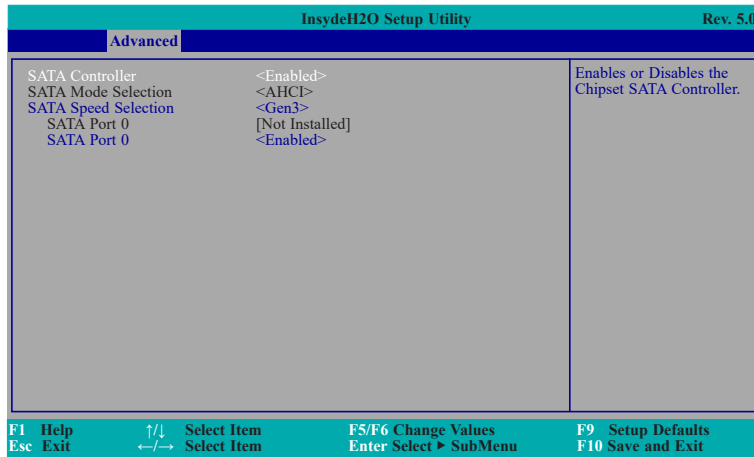 InsydeH2O Setup Utility Rev. 5.0
Advanced
SATA Controller <Enabled>
SATA Mode Selection <AHCI>
SATA Speed Selection <Gen3>
SATA Port 0 [Not Installed]
SATA Port 0 <Enabled>
Enables or Disables the
Chipset SATA Controller.
F1 Help ↑/↓ Select Item F5/F6 Change Values F9 Setup Defaults
Esc Exit ←/→ Select Item Enter Select ► SubMenu F10 Save and Exit